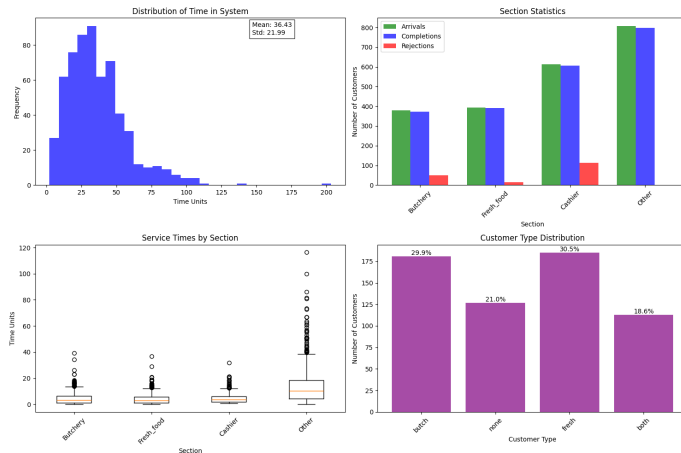 Distribution of Time in System
Mean: 36.43
Std: 21.99
Frequency
80
60
40
20
0
0 25 50 75 100 125 150 175 200
Time Units
Section Statistics
Arrivals
Completions
Rejections
Number of Customers
800
700
600
500
400
300
200
100
0
Butchery Fresh_food Cashier Other
Section
Service Times by Section
Time Units
120
100
80
60
40
20
0
Butchery Fresh_food Cashier Other
Section
Customer Type Distribution
Number of Customers
175
150
125
100
75
50
25
0
29.9% 21.0% 30.5% 18.6%
butch none fresh both
Customer Type